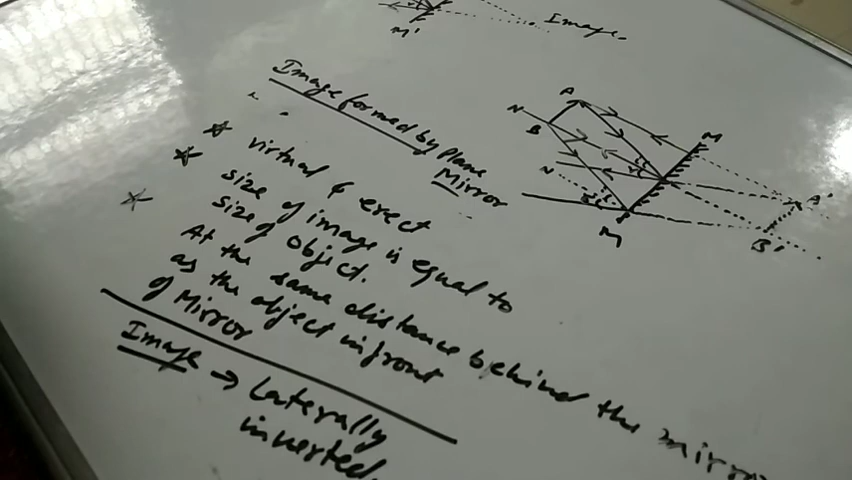 M'
Image.
Image formed by Plane
Mirror
virtual & erect
size of image is equal to
size of object.
At the same distance behind the mirror
as the object in front
of Mirror
Image → Laterally
inverted
A
N
B
M
N
M
A'
B'